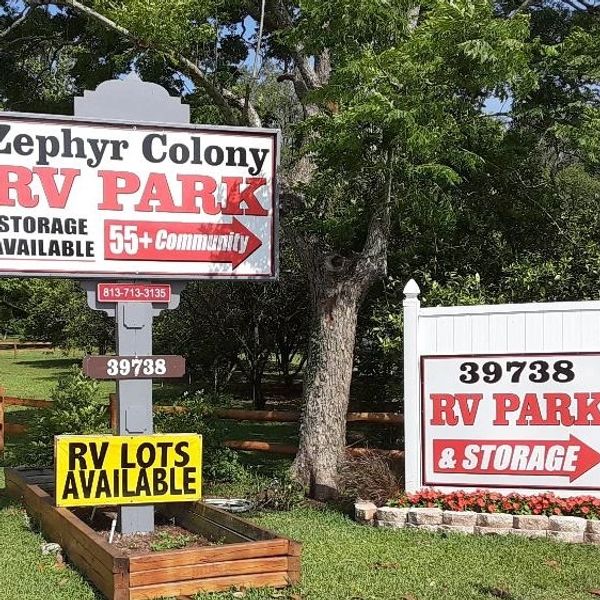 Zephyr Colony
RV PARK
STORAGE
AVAILABLE
55+ Community
813-713-3135
39738
RV LOTS
AVAILABLE
39738
RV PARK
& STORAGE